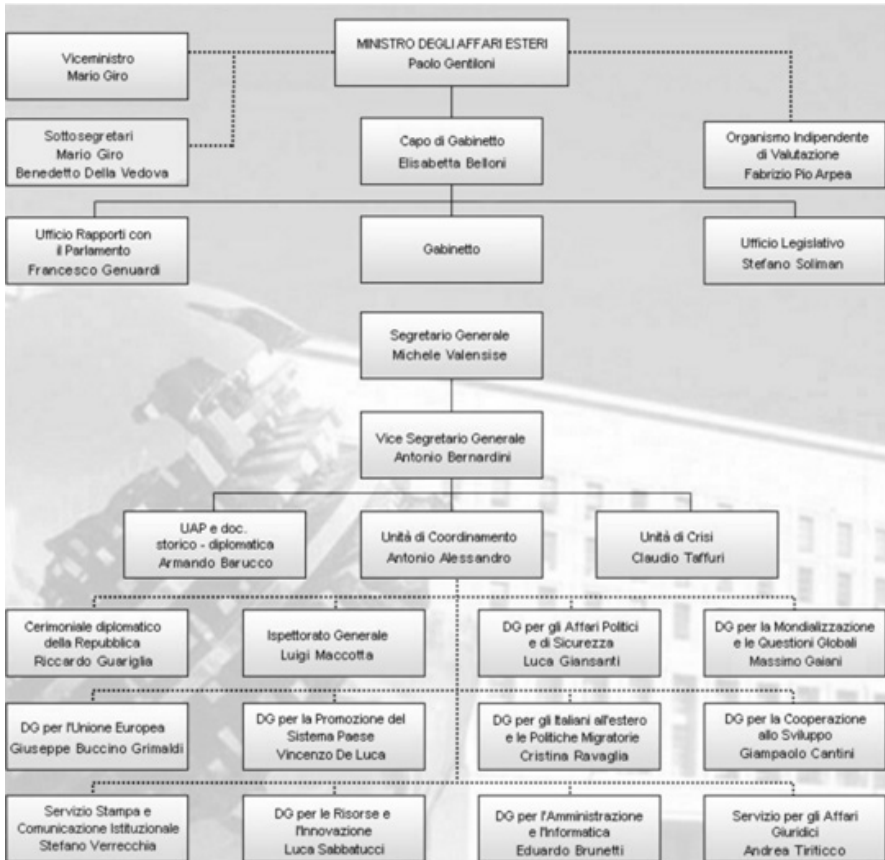 MINISTRO DEGLI AFFARI ESTERI
Paolo Gentiloni
Viceministro
Mario Giro
Sottosegretari
Mario Giro
Benedetto Della Vedova
Capo di Gabinetto
Elisabetta Belloni
Organismo Indipendente
di Valutazione
Fabrizio Pio Arpea
Ufficio Rapporti con
il Parlamento
Francesco Genuardi
Gabinetto
Ufficio Legislativo
Stefano Soliman
Segretario Generale
Michele Valensise
Vice Segretario Generale
Antonio Bernardini
UAP e doc.
storico - diplomatica
Armando Barucco
Unità di Coordinamento
Antonio Alessandro
Unità di Crisi
Claudio Taffuri
Cerimoniale diplomatico
della Repubblica
Riccardo Guariglia
Ispettorato Generale
Luigi Maccotta
DG per gli Affari Politici
e di Sicurezza
Luca Giansanti
DG per la Mondializzazione
e le Questioni Globali
Massimo Gaiani
DG per l'Unione Europea
Giuseppe Buccino Grimaldi
DG per la Promozione del
Sistema Paese
Vincenzo De Luca
DG per gli Italiani all'estero
e le Politiche Migratorie
Cristina Ravaglia
DG per la Cooperazione
allo Sviluppo
Giampaolo Cantini
Servizio Stampa e
Comunicazione Istituzionale
Stefano Verrecchia
DG per le Risorse e
l'Innovazione
Luca Sabbatucci
DG per l'Amministrazione
e l'Informatica
Eduardo Brunetti
Servizio per gli Affari
Giuridici
Andrea Tiriticco